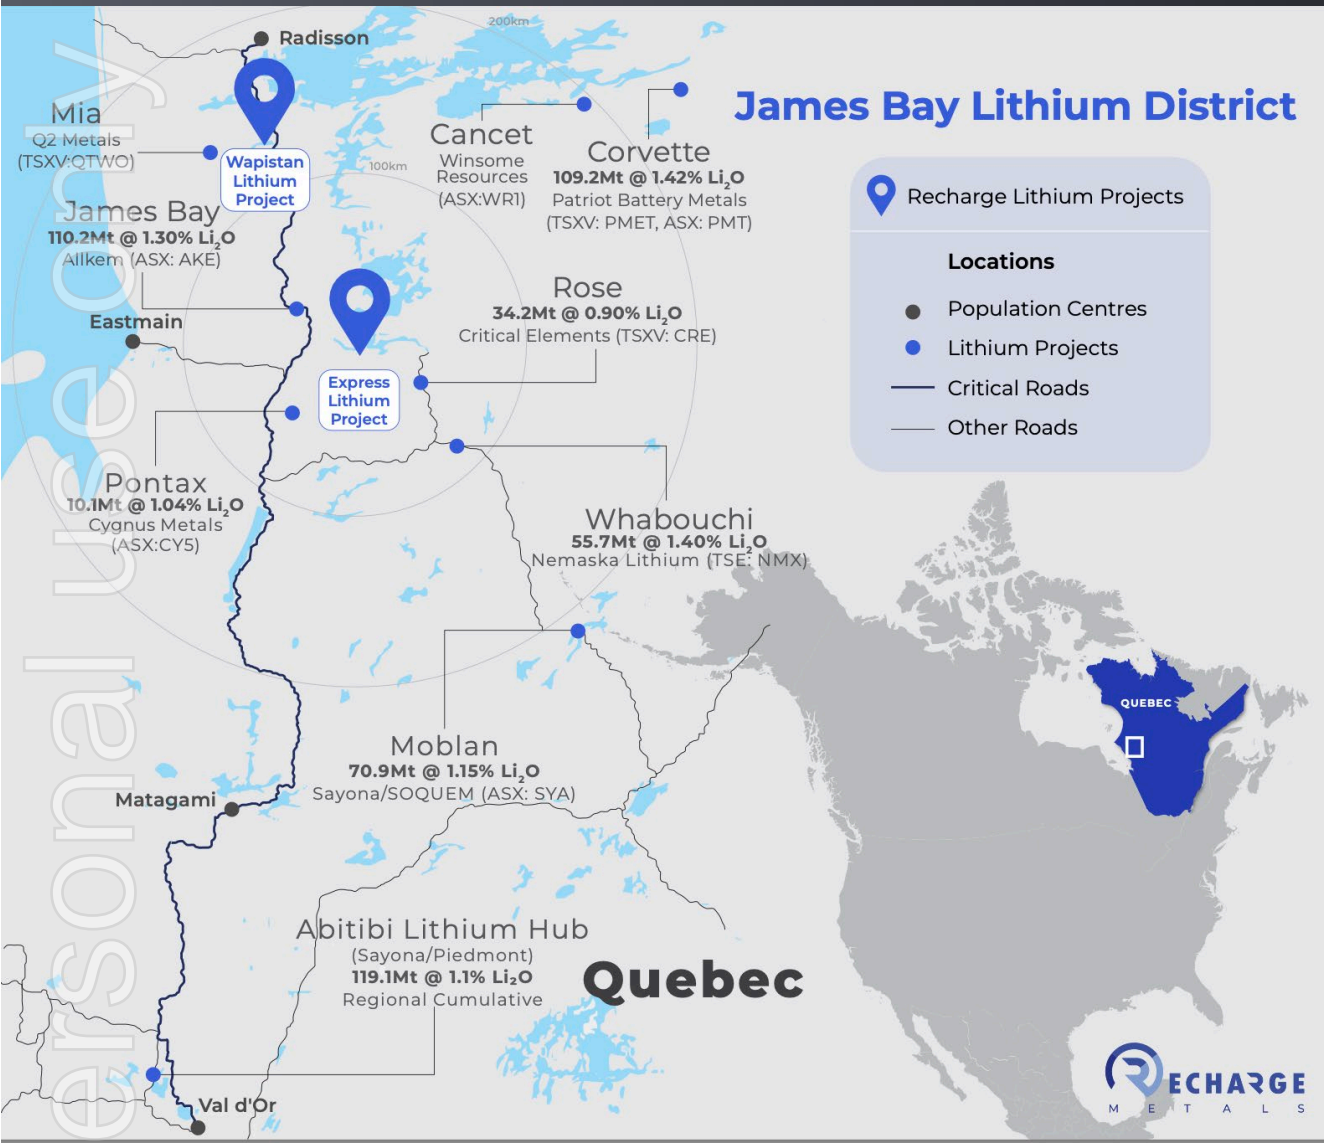 200km
Radisson
James Bay Lithium District
Mia
Q2 Metals
(TSXV:QTWO)
Wapistan
Lithium
Project
100km
Cancet
Winsome
Resources
(ASX:WR1)
Corvette
109.2Mt @ 1.42% Li₂O
Patriot Battery Metals
(TSXV: PMET, ASX: PMT)
Recharge Lithium Projects
Locations
Population Centres
Lithium Projects
Critical Roads
Other Roads
James Bay
110.2Mt @ 1.30% Li₂O
Allkem (ASX: AKE)
Eastmain
Rose
34.2Mt @ 0.90% Li₂O
Critical Elements (TSXV: CRE)
Express
Lithium
Project
Pontax
10.1Mt @ 1.04% Li₂O
Cygnus Metals
(ASX:CY5)
Whabouchi
55.7Mt @ 1.40% Li₂O
Nemaska Lithium (TSE: NMX)
QUEBEC
Moblan
70.9Mt @ 1.15% Li₂O
Sayona/SOQUEM (ASX: SYA)
Matagami
Abitibi Lithium Hub
(Sayona/Piedmont)
119.1Mt @ 1.1% Li₂O
Regional Cumulative
Quebec
Val d'Or
RECHARGE
METALS
ersonal use only